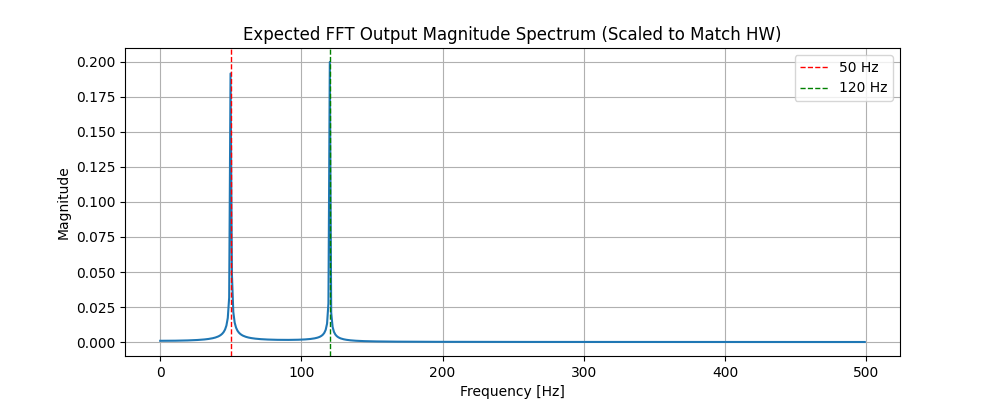 Expected FFT Output Magnitude Spectrum (Scaled to Match HW)
50 Hz
120 Hz
Magnitude
0.200
0.175
0.150
0.125
0.100
0.075
0.050
0.025
0.000
0 100 200 300 400 500
Frequency [Hz]